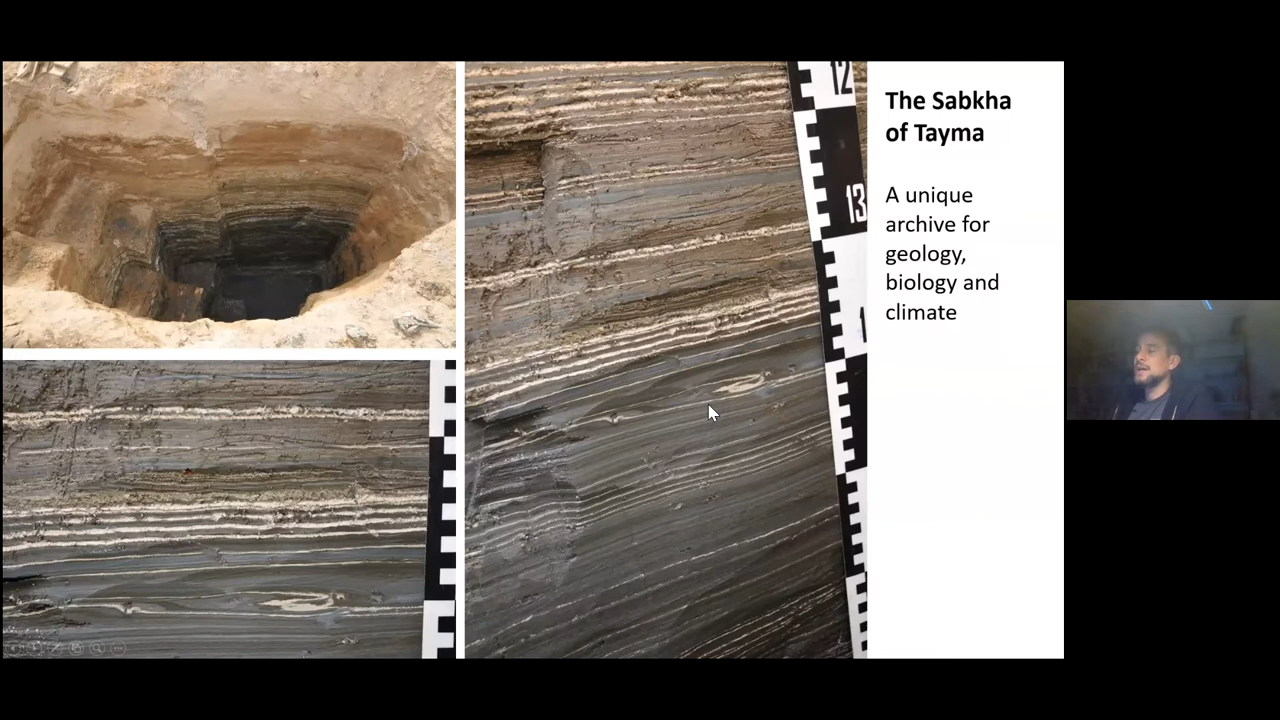 The Sabkha
of Tayma
A unique
archive for
geology,
biology and
climate
12
13